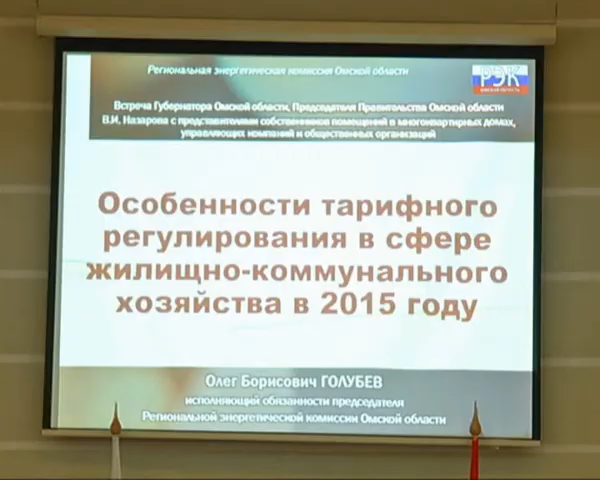 Региональная энергетическая комиссия Омской области
РЭК
Встреча Губернатора Омской области, Председателя Правительства Омской области
В.И. Назарова с представителями собственников помещений в многоквартирных домах,
управляющих компаний и общественных организаций
Особенности тарифного
регулирования в сфере
жилищно-коммунального
хозяйства в 2015 году
Олег Борисович ГОЛУБЕВ
исполняющий обязанности председателя
Региональной энергетической комиссии Омской области